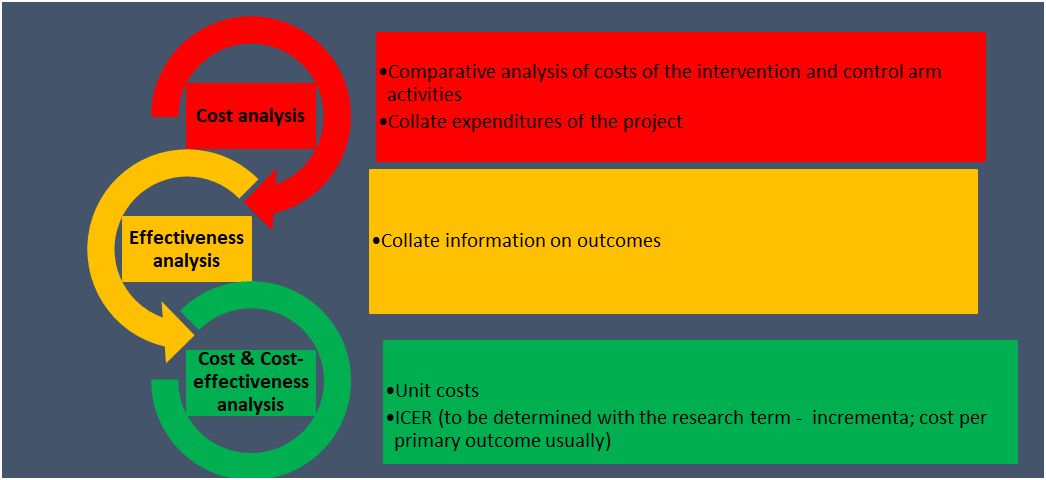 Cost analysis
•Comparative analysis of costs of the intervention and control arm
activities
•Collate expenditures of the project
Effectiveness
analysis
•Collate information on outcomes
Cost & Cost-
effectiveness
analysis
•Unit costs
•ICER (to be determined with the research term - incrementa; cost per
primary outcome usually)